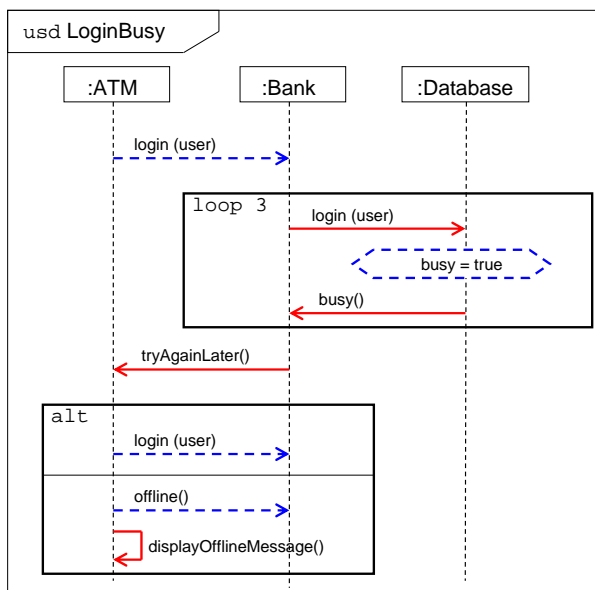 usd LoginBusy
:ATM :Bank :Database
login (user)
loop 3
login (user)
busy = true
busy()
tryAgainLater()
alt
login (user)
offline()
displayOfflineMessage()